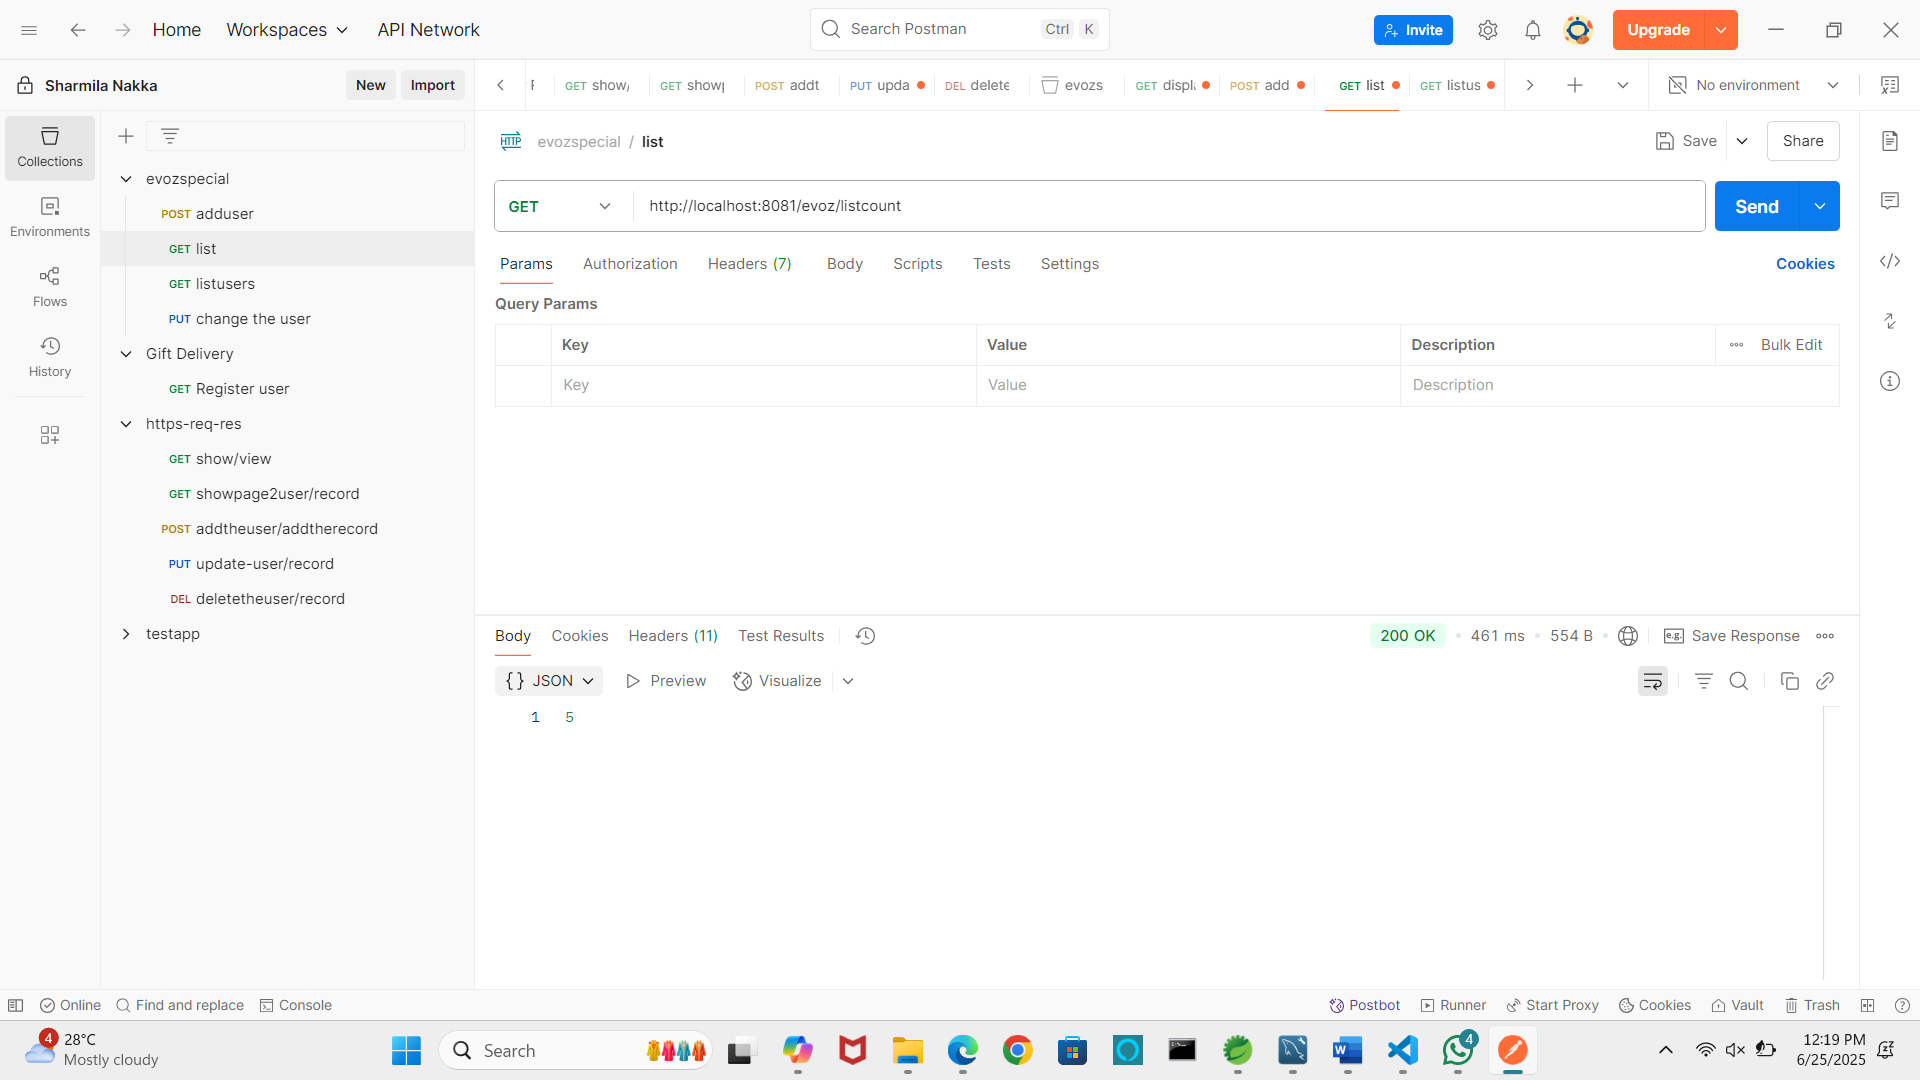 Home
Workspaces
API Network
Search Postman
Ctrl K
Invite
Upgrade
Sharmila Nakka
New
Import
GET show/
GET show
POST addt
PUT upda
DEL delete
evozs
GET displ
POST add
GET list
GET listus
No environment
Collections
Environments
Flows
History
evozspecial
POST adduser
GET list
GET listusers
PUT change the user
Gift Delivery
GET Register user
https-req-res
GET show/view
GET showpage2user/record
POST addtheuser/addtherecord
PUT update-user/record
DEL deletetheuser/record
testapp
HTTP evozspecial / list
Save
Share
GET http://localhost:8081/evoz/listcount
Send
Params Authorization Headers (7) Body Scripts Tests Settings Cookies
Query Params
Key Value Description Bulk Edit
Key Value Description
Body Cookies Headers (11) Test Results
200 OK 461 ms 554 B e.g. Save Response
{} JSON Preview Visualize
1 5
Online Find and replace Console
Postbot Runner Start Proxy Cookies Vault Trash
4 28°C
Mostly cloudy
Search
4
12:19 PM
6/25/2025